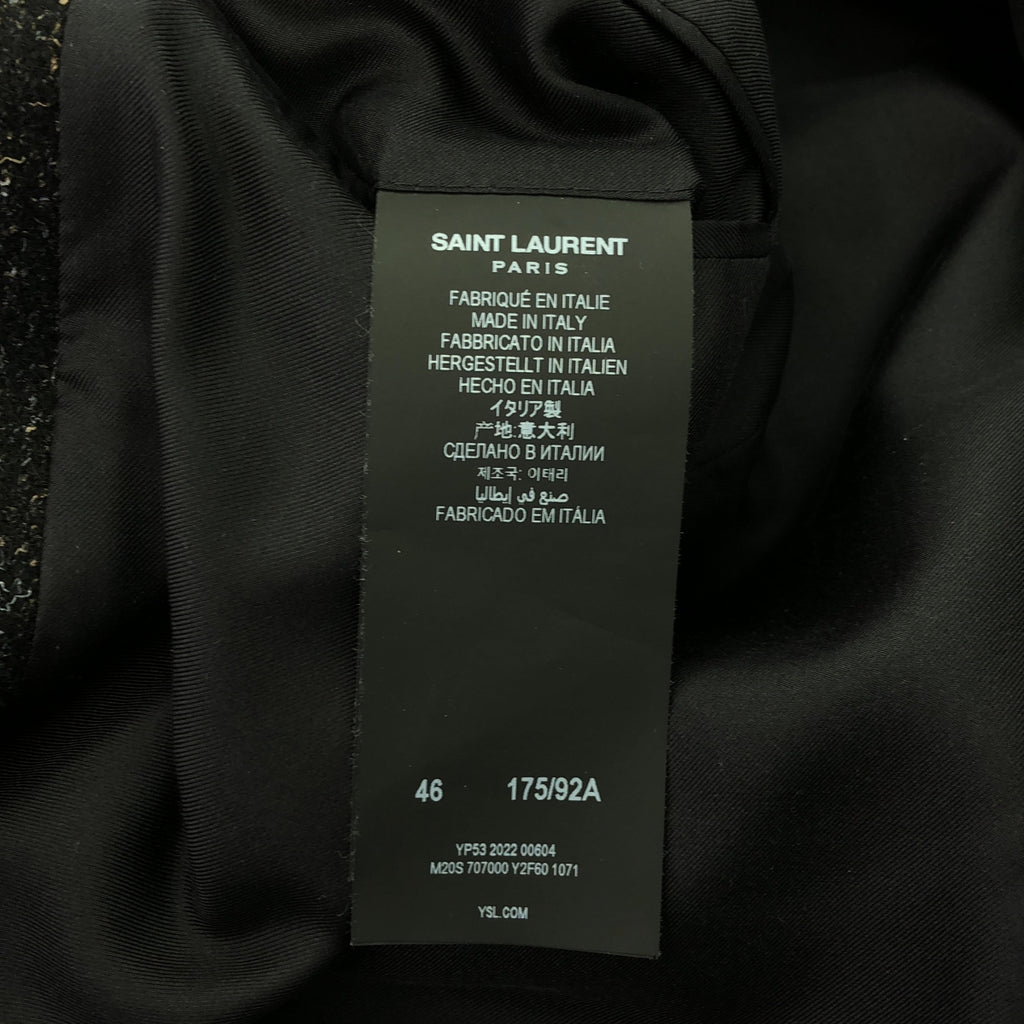 SAINT LAURENT
PARIS
FABRIQUÉ EN ITALIE
MADE IN ITALY
FABBRICATO IN ITALIA
HERGESTELLT IN ITALIEN
HECHO EN ITALIA
イタリア製
产地:意大利
СДЕЛАНО В ИТАЛИИ
제조국: 이태리
صنع في إيطاليا
FABRICADO EM ITÁLIA
46 175/92A
YP53 2022 00604
M20S 707000 Y2F60 1071
YSL.COM